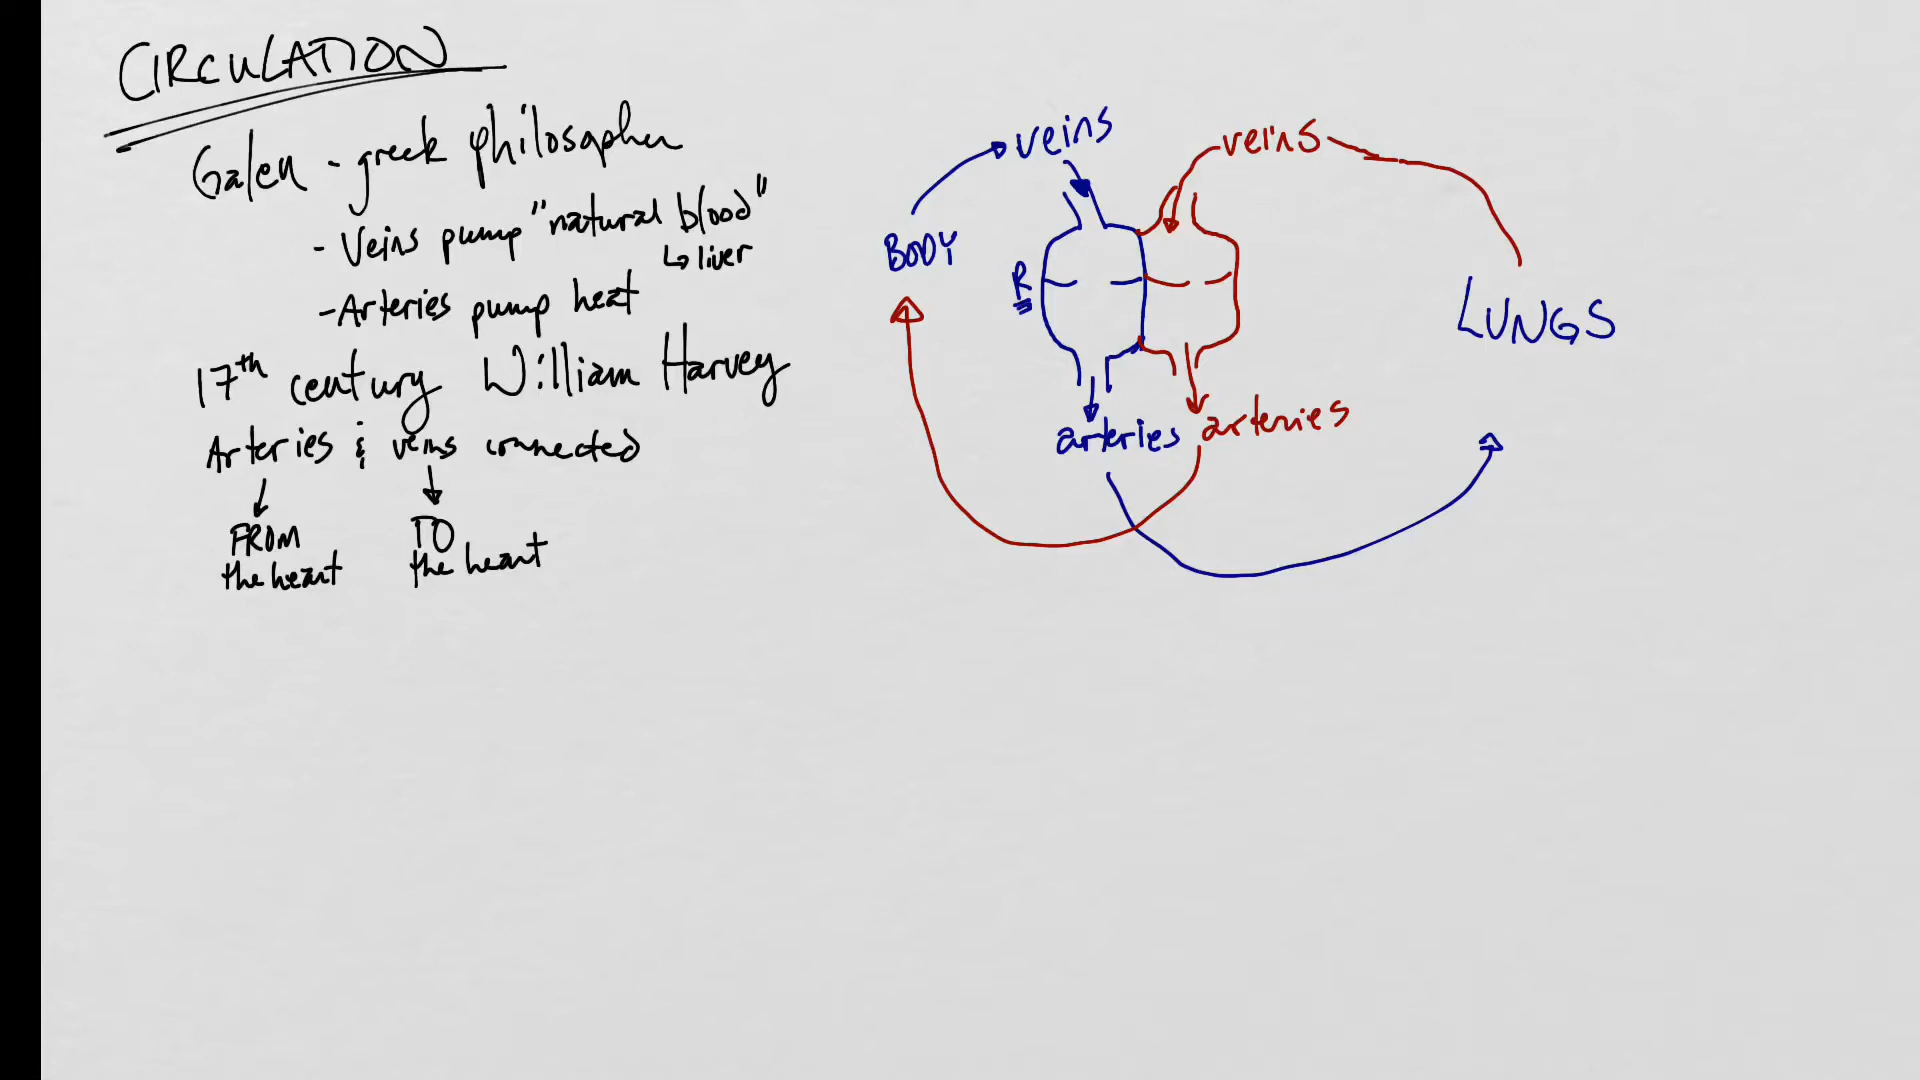 CIRCULATION
Galen - greek philosopher
- Veins pump "natural blood"
↳ liver
- Arteries pump heat
17th century William Harvey
Arteries & veins connected
FROM
the heart
TO
the heart
veins
veins
BODY
R
LUNGS
arteries
arteries